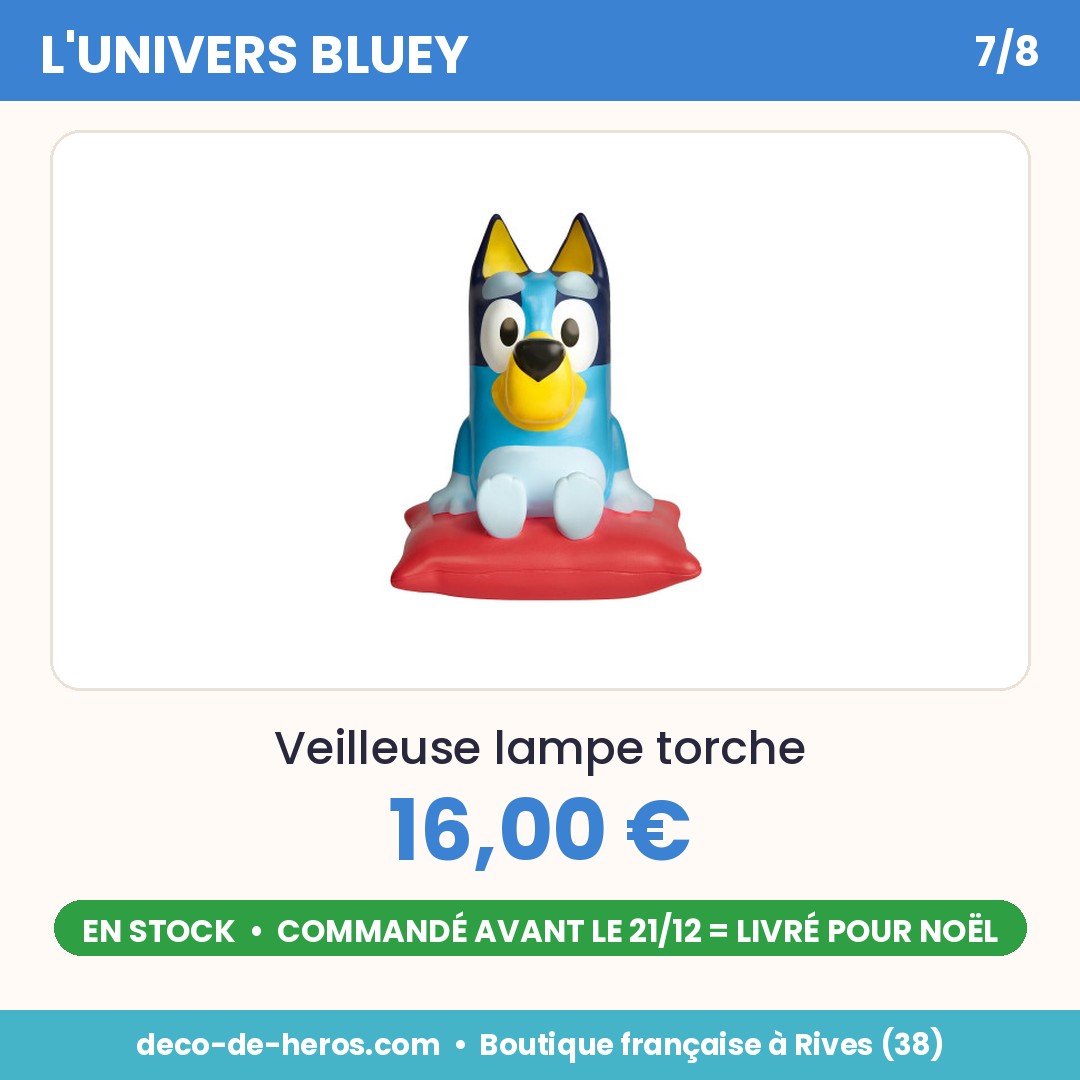 L'UNIVERS BLUEY
7/8
Veilleuse lampe torche
16,00 €
EN STOCK • COMMANDÉ AVANT LE 21/12 = LIVRÉ POUR NOËL
deco-de-heros.com • Boutique française à Rives (38)